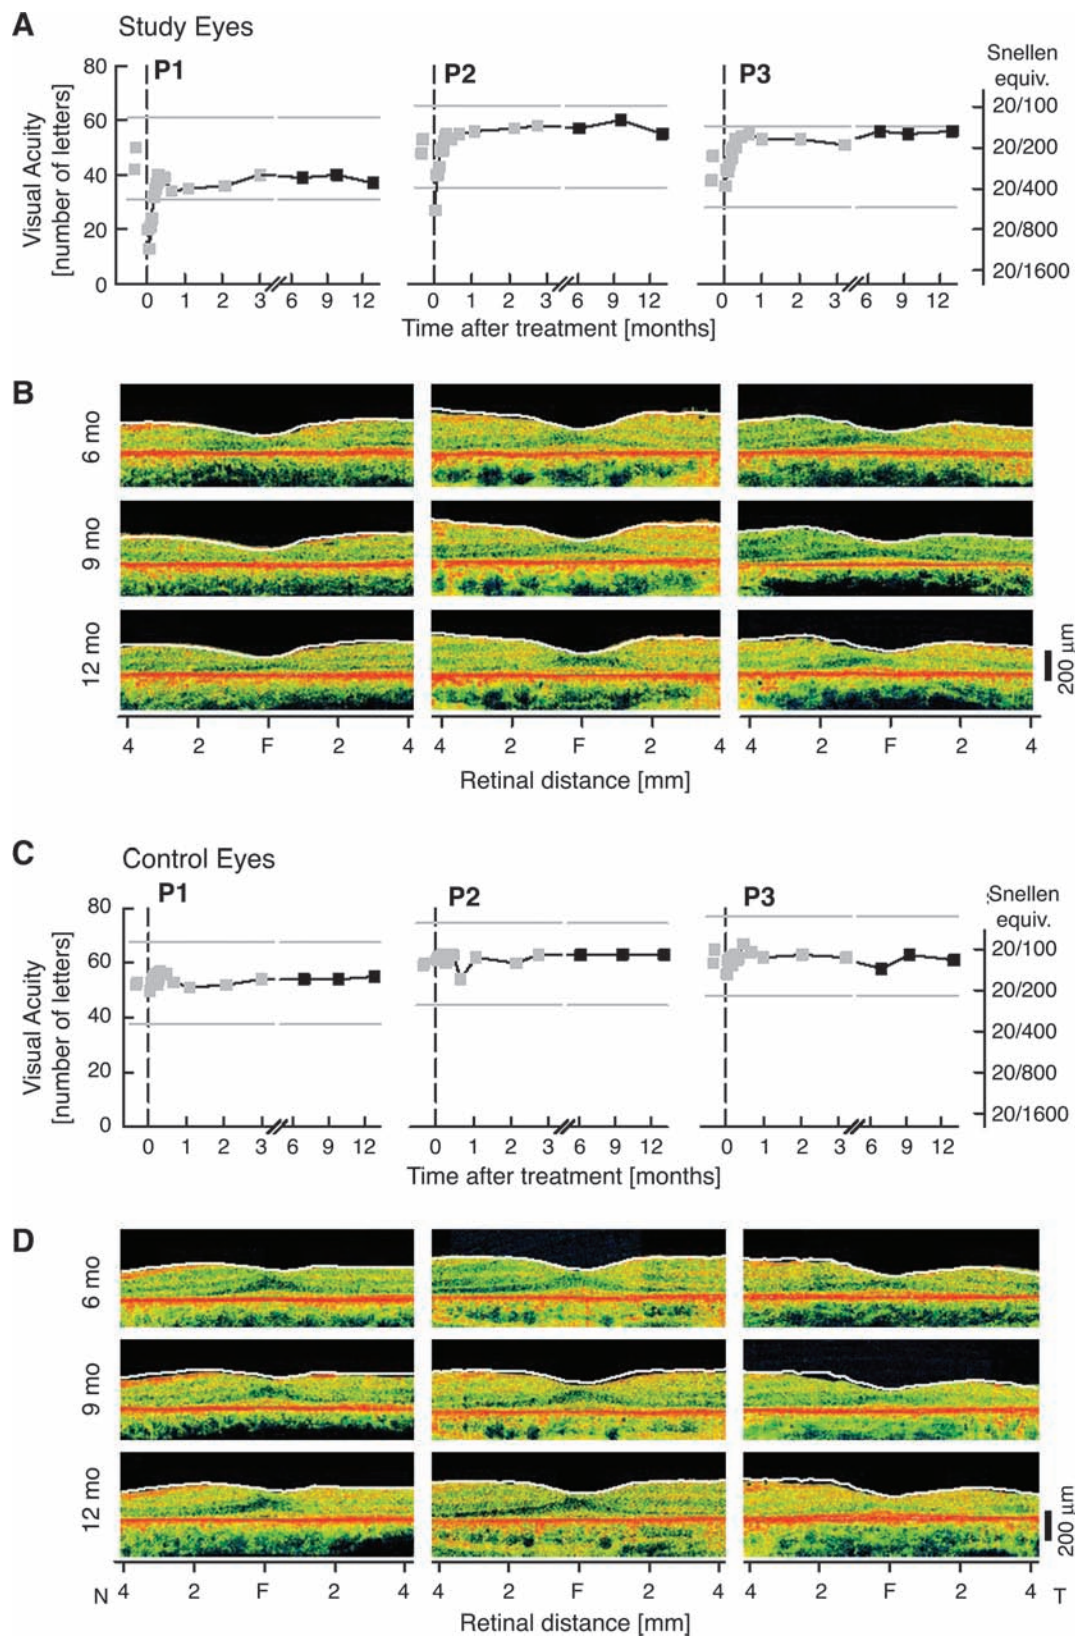 A Study Eyes
P1 P2 P3
Snellen
equiv.
Visual Acuity
[number of letters]
80
60
40
20
0
20/100
20/200
20/400
20/800
20/1600
0 1 2 3 6 9 12 0 1 2 3 6 9 12 0 1 2 3 6 9 12
Time after treatment [months]
B
6 mo
9 mo
12 mo
200 µm
4 2 F 2 4 2 F 2 4 2 F 2 4
Retinal distance [mm]
C Control Eyes
P1 P2 P3
Snellen
equiv.
Visual Acuity
[number of letters]
80
60
40
20
0
20/100
20/200
20/400
20/800
20/1600
0 1 2 3 6 9 12 0 1 2 3 6 9 12 0 1 2 3 6 9 12
Time after treatment [months]
D
6 mo
9 mo
12 mo
200 µm
N 4 2 F 2 4 2 F 2 4 2 F 2 4 T
Retinal distance [mm]